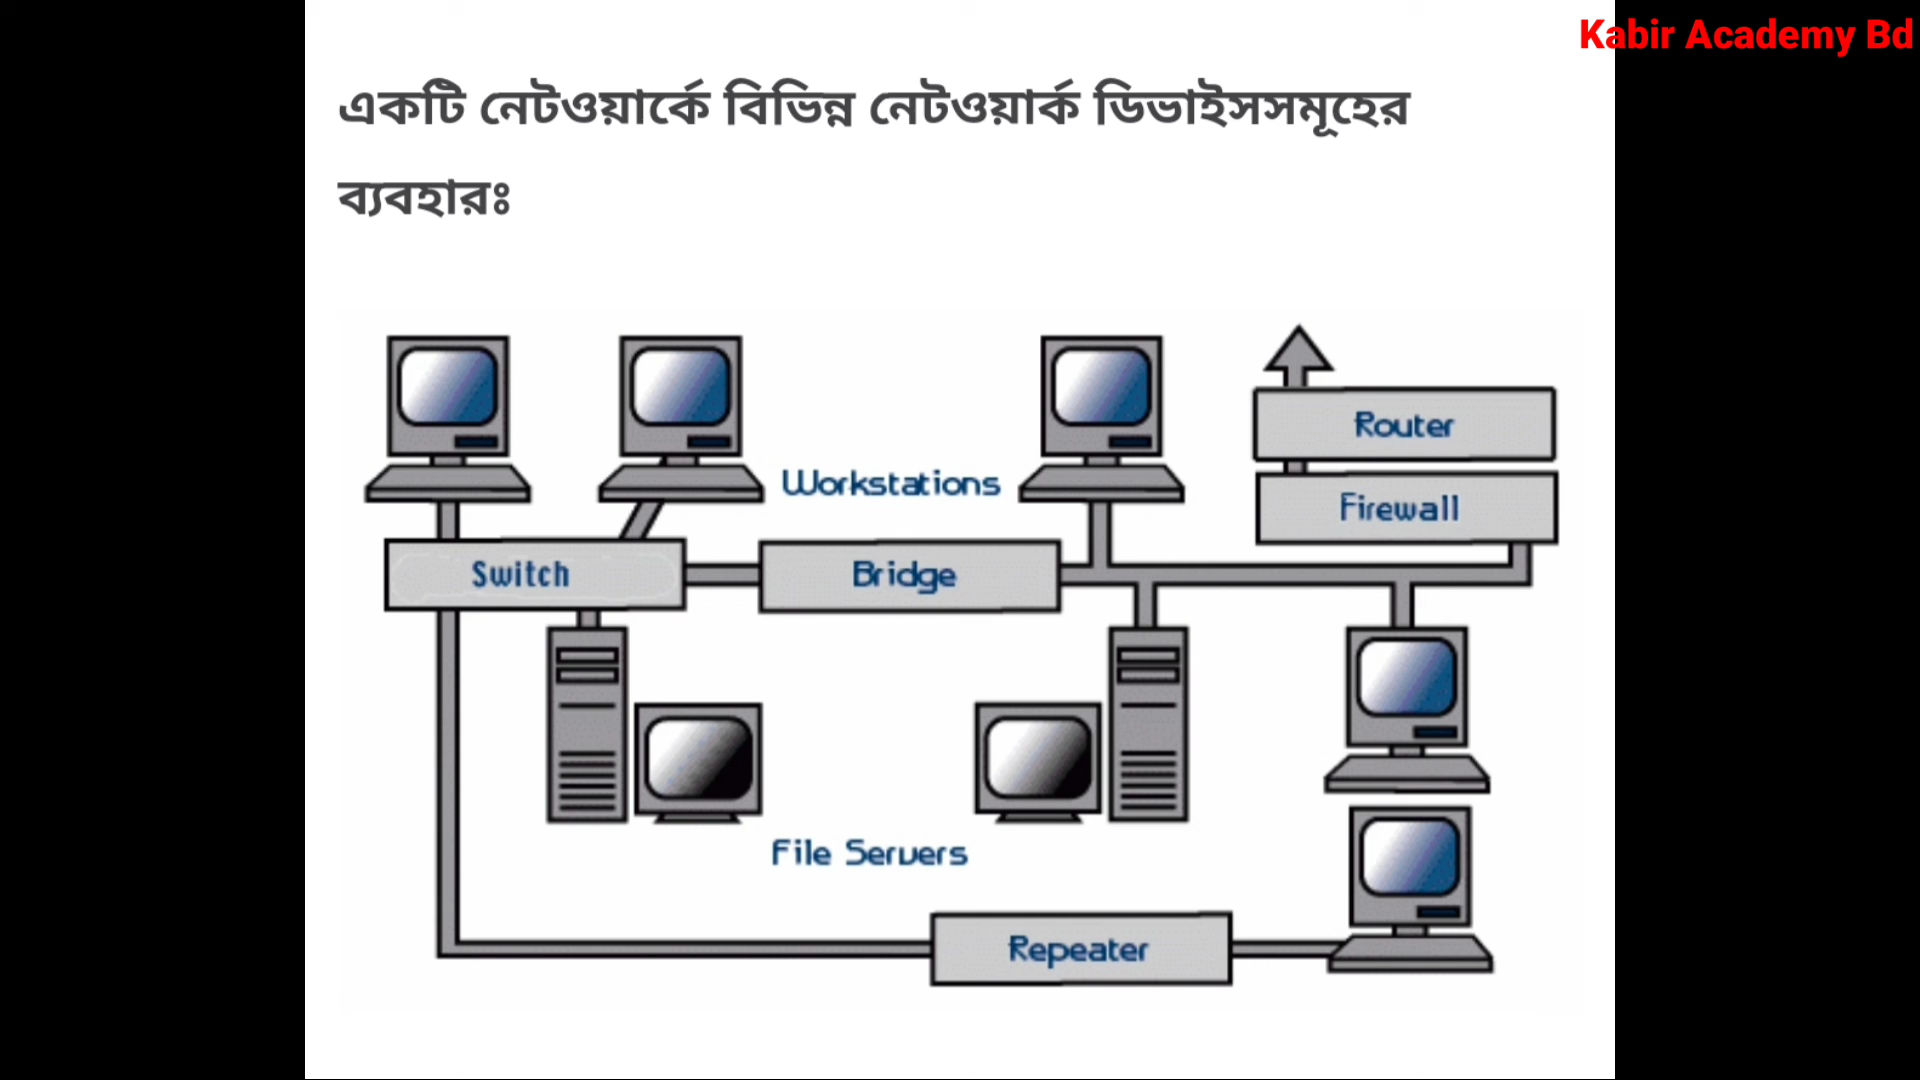 Kabir Academy Bd
একটি নেটওয়ার্কে বিভিন্ন নেটওয়ার্ক ডিভাইসসমূহের
ব্যবহারঃ
Router
Workstations
Firewall
Switch
Bridge
File Servers
Repeater